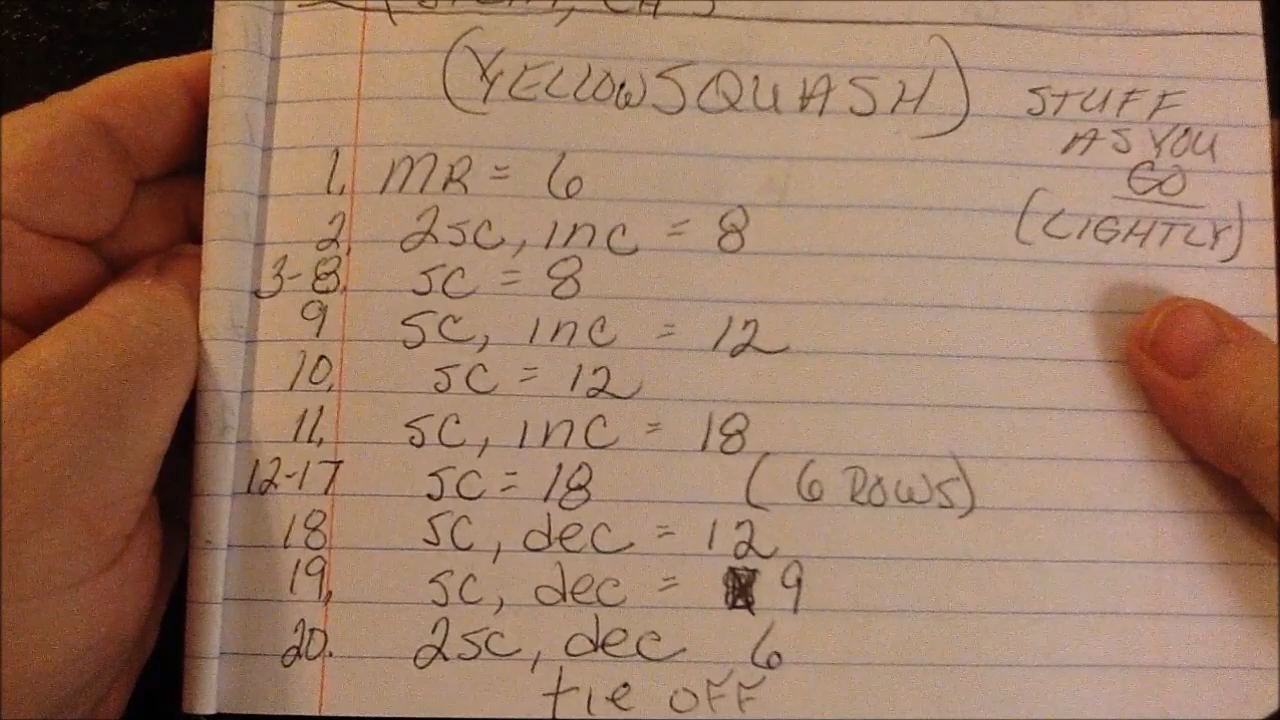 (YELLOW SQUASH)
STUFF
AS YOU
GO
(LIGHTLY)
1. MR = 6
2. 2SC, inc = 8
3-8. SC = 8
9 SC, inc = 12
10. SC = 12
11. SC, inc = 18
12-17 SC = 18 (6 ROWS)
18 SC, dec = 12
19. SC, dec = 9
20. 2SC, dec 6
tie OFF